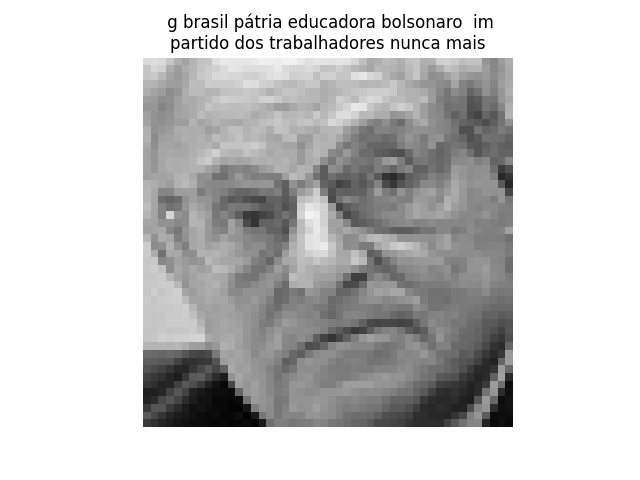 g brasil pátria educadora bolsonaro  im
partido dos trabalhadores nunca mais